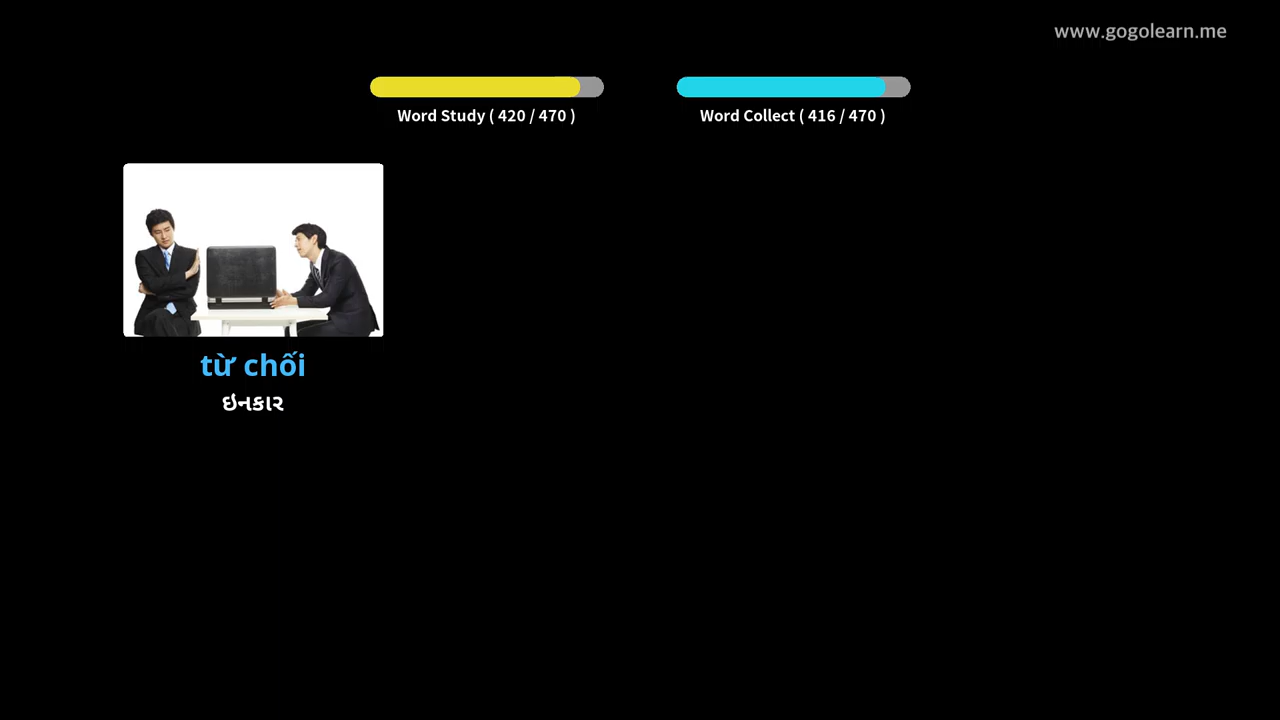 www.gogolearn.me
Word Study ( 420 / 470 )
Word Collect ( 416 / 470 )
từ chối
ઇનકાર